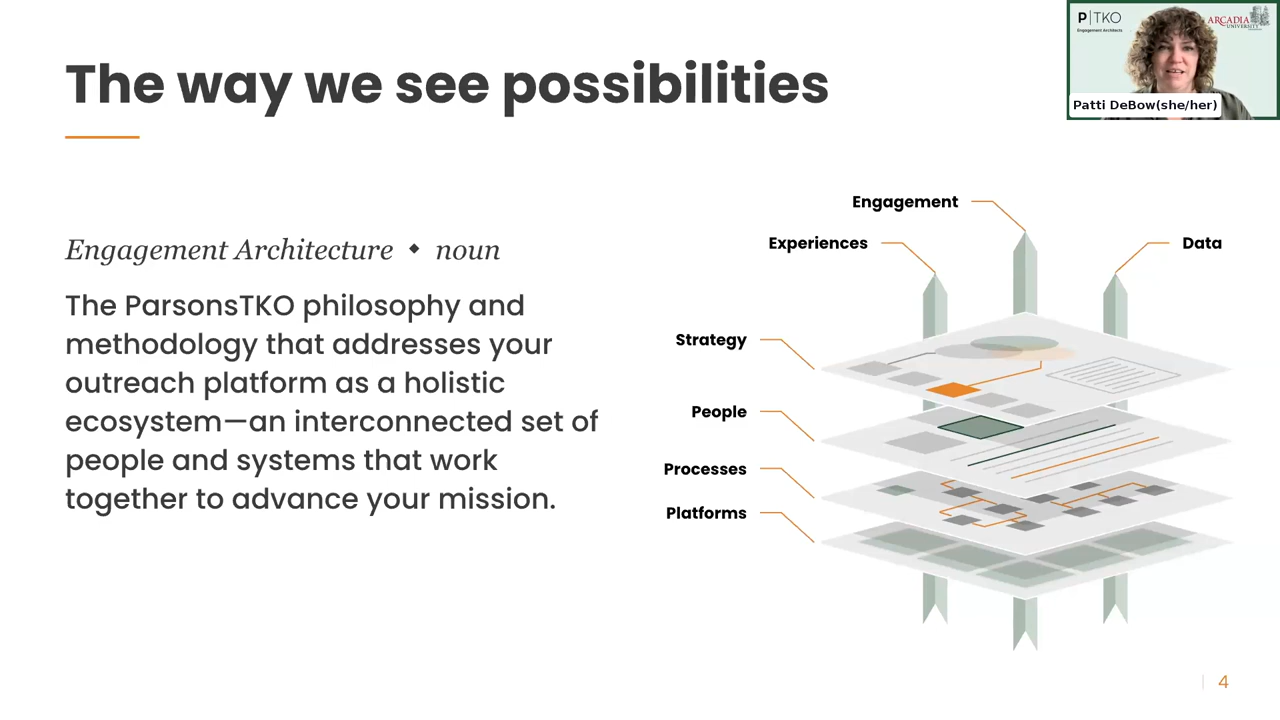 The way we see possibilities
P|TKO
Engagement Architects
ARCADIA
UNIVERSITY
Patti DeBow(she/her)
Engagement Architecture ◆ noun
The ParsonsTKO philosophy and
methodology that addresses your
outreach platform as a holistic
ecosystem—an interconnected set of
people and systems that work
together to advance your mission.
Engagement
Experiences
Data
Strategy
People
Processes
Platforms
4